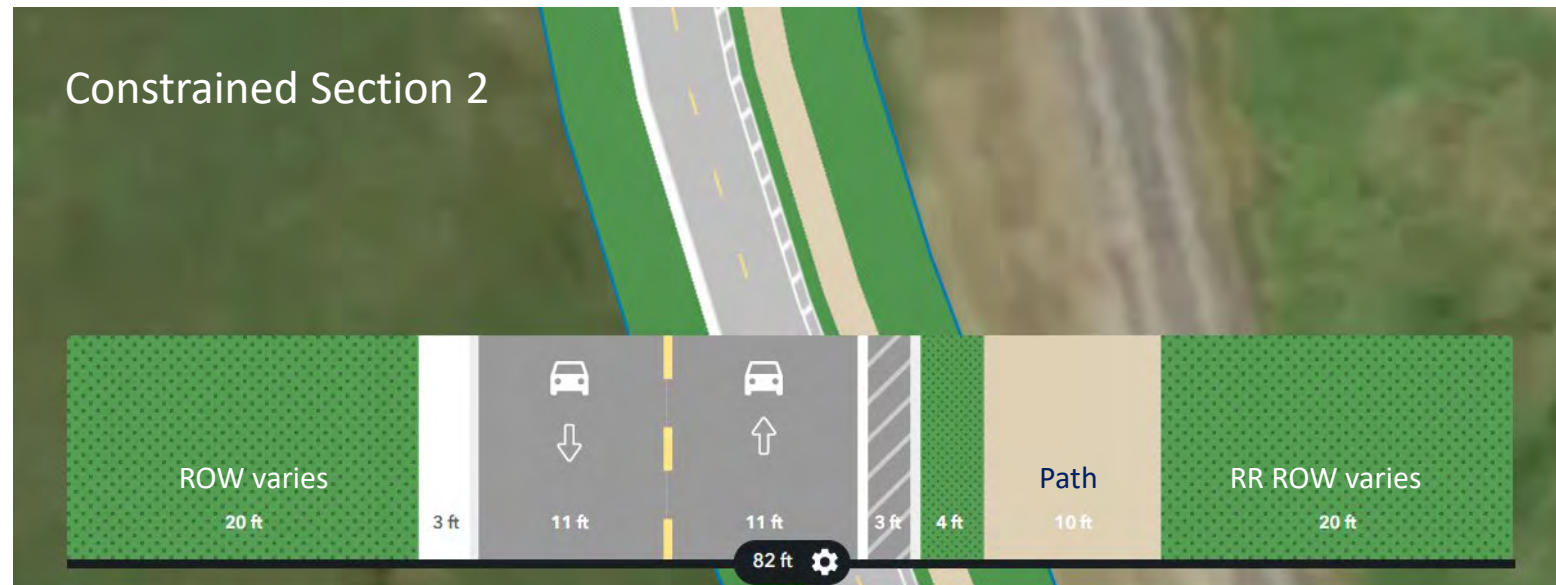 Constrained Section 2
ROW varies
Path
RR ROW varies
20 ft
3 ft
11 ft
11 ft
3 ft
4 ft
10 ft
20 ft
82 ft